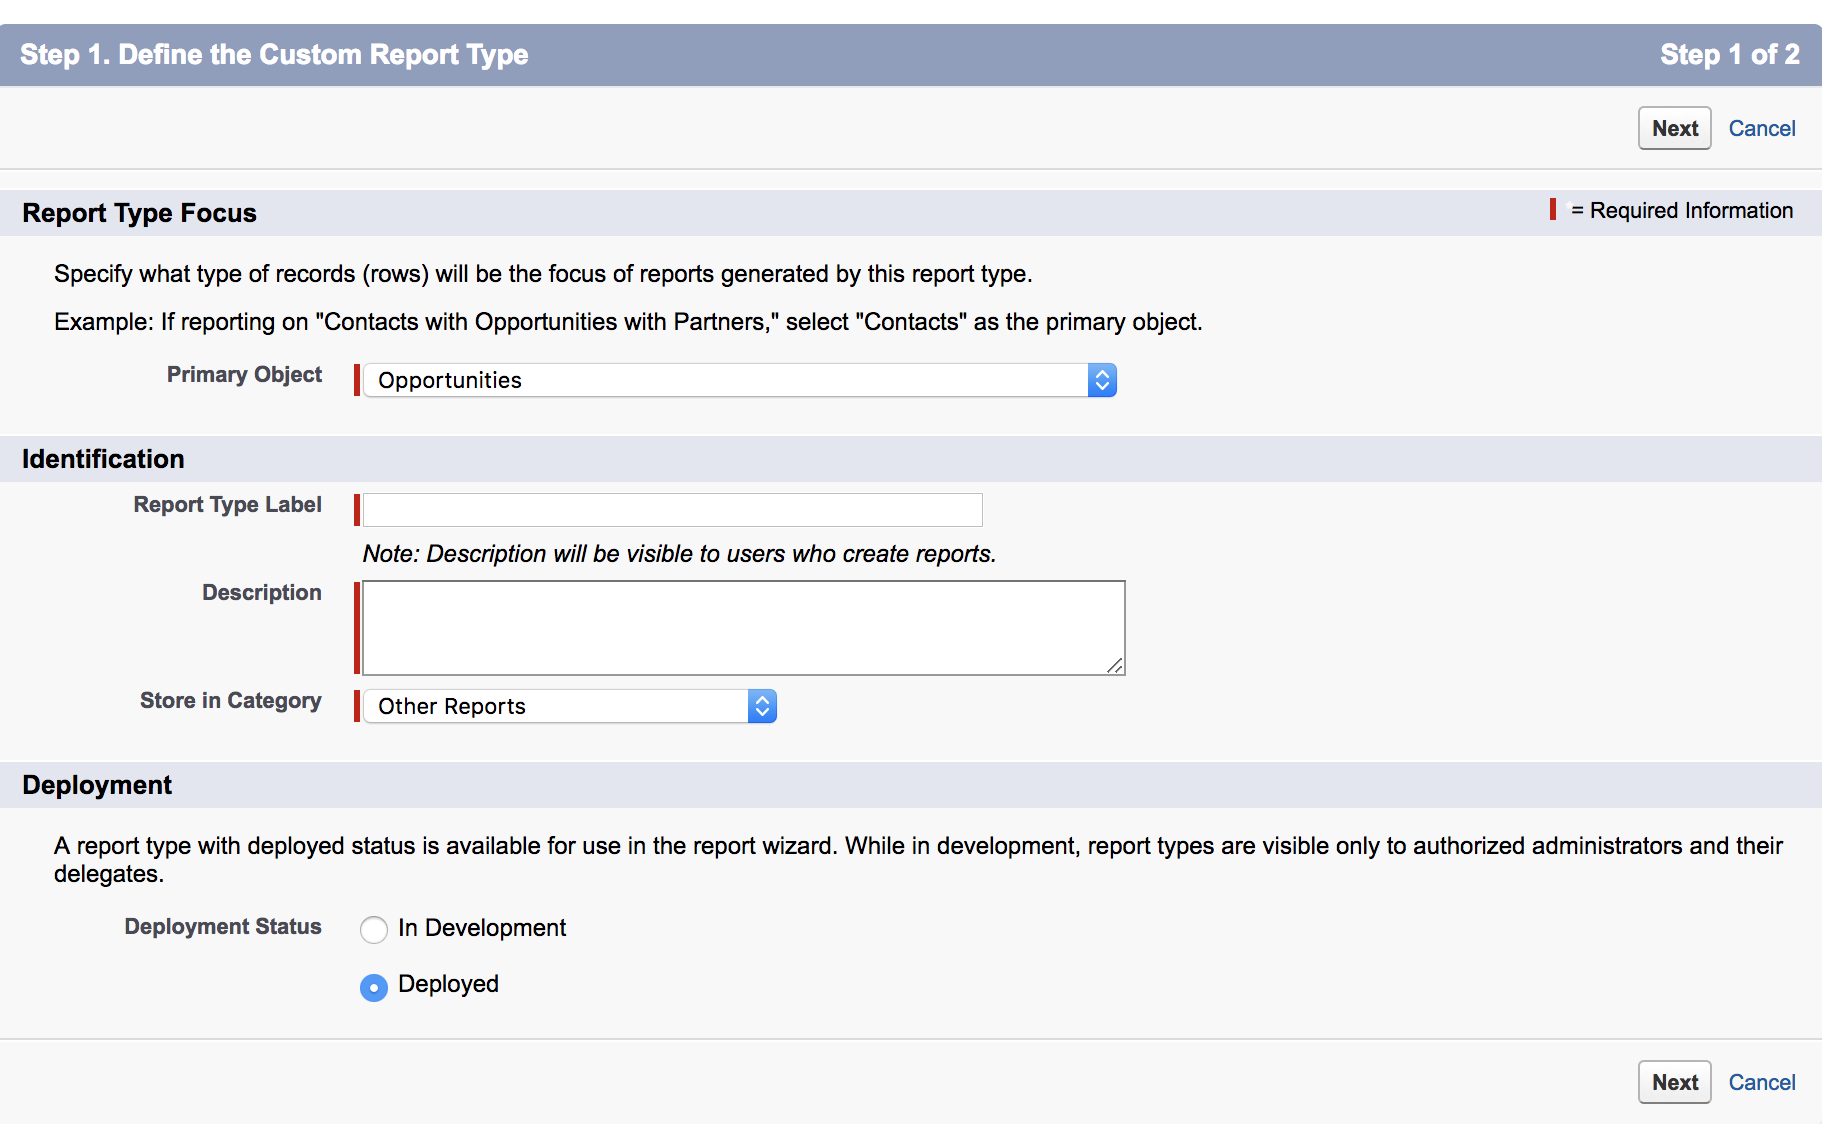 Step 1. Define the Custom Report Type
Step 1 of 2
Next
Cancel
Report Type Focus
= Required Information
Specify what type of records (rows) will be the focus of reports generated by this report type.
Example: If reporting on "Contacts with Opportunities with Partners," select "Contacts" as the primary object.
Primary Object
Opportunities
Identification
Report Type Label
Note: Description will be visible to users who create reports.
Description
Store in Category
Other Reports
Deployment
A report type with deployed status is available for use in the report wizard. While in development, report types are visible only to authorized administrators and their
delegates.
Deployment Status
In Development
Deployed
Next
Cancel